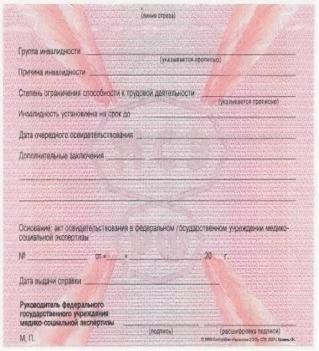 (линия отреза)
Группа инвалидности
(указывается прописью)
Причина инвалидности
Степень ограничения способности к трудовой деятельности
(указывается прописью)
Инвалидность установлена на срок до
Дата очередного освидетельствования
Дополнительные заключения
Основание: акт освидетельствования в федеральном государственном учреждении медико-
социальной экспертизы
№ от « » 20 г.
Дата выдачи справки
Руководитель федерального
государственного учреждения
медико-социальной экспертизы
(подпись) (расшифровка подписи)
М. П.